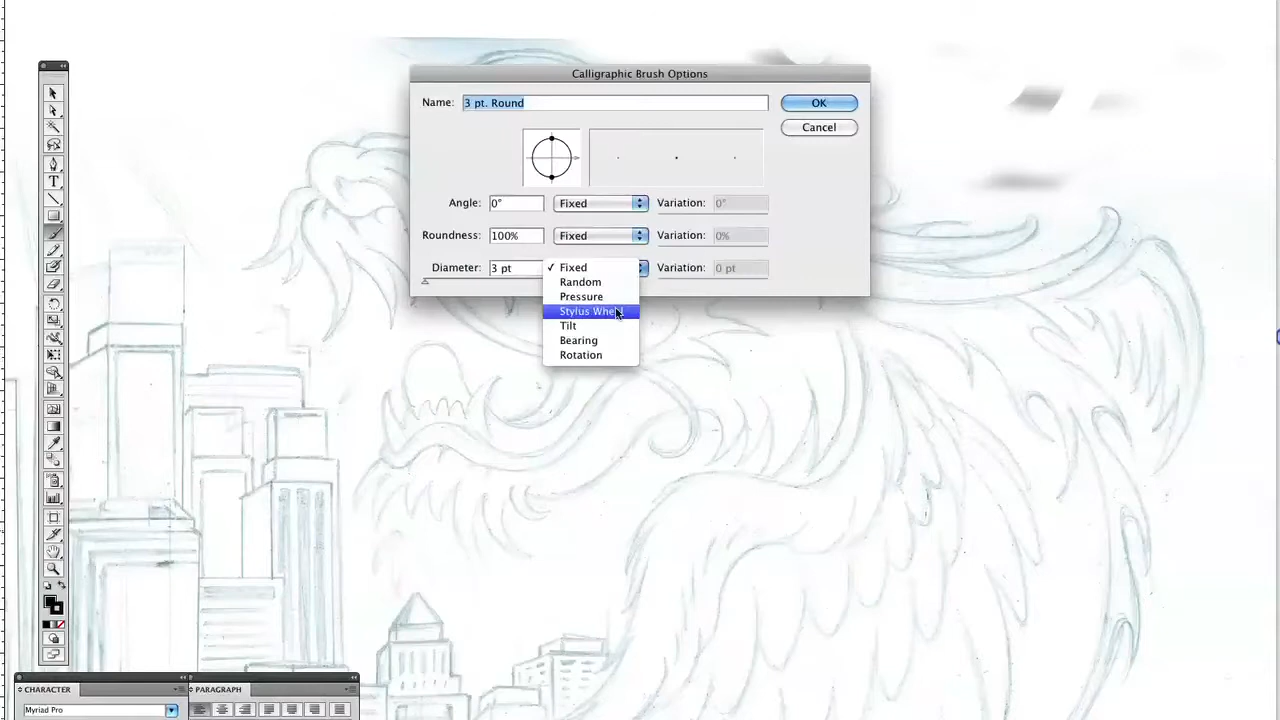 Calligraphic Brush Options
Name: 3 pt. Round
OK
Cancel
Angle: 0° Fixed Variation: 0°
Roundness: 100% Fixed Variation: 0%
Diameter: 3 pt ✓ Fixed Variation: 0 pt
Random
Pressure
Stylus Wheel
Tilt
Bearing
Rotation
CHARACTER PARAGRAPH
Myriad Pro